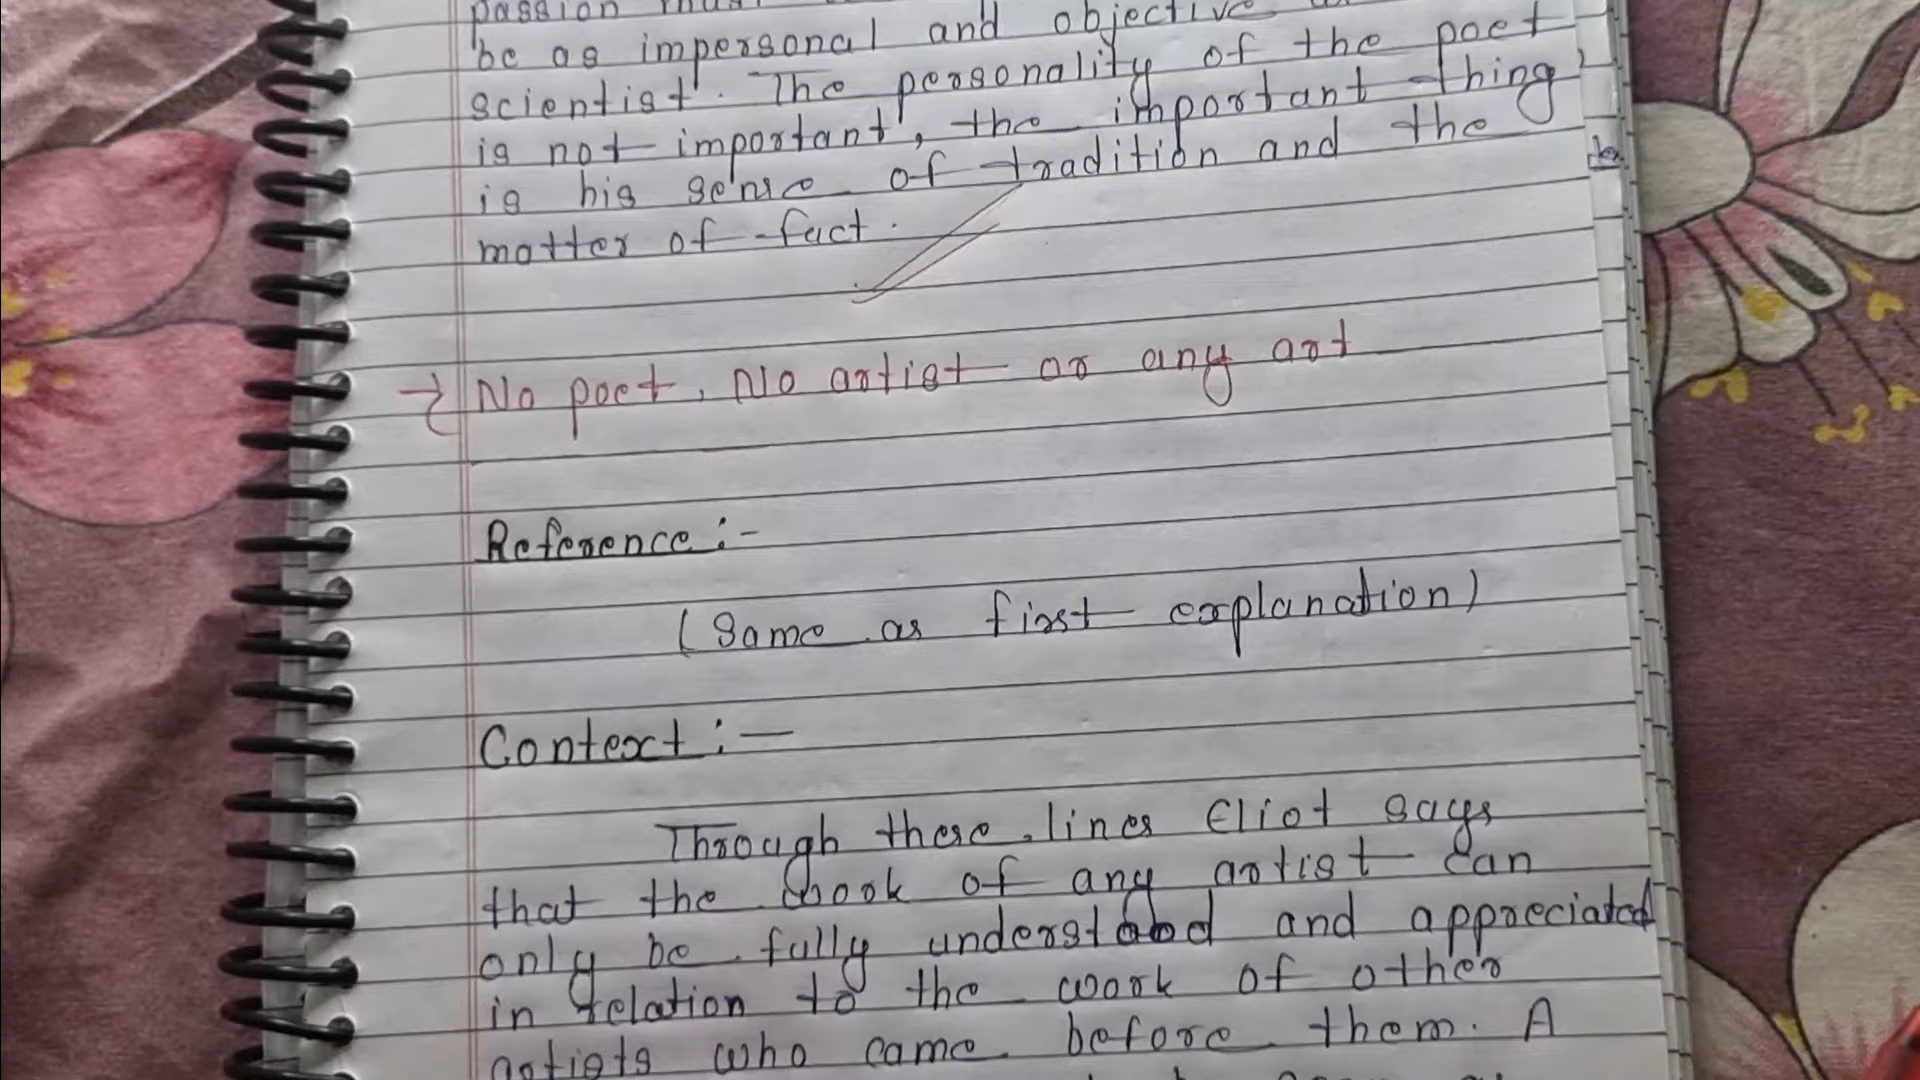 passion must
be as impersonal and objective
scientist. The personality of the poet
is not important, the important thing
is his sense of tradition and the
matter of fact.
No poet, No artist or any art
Reference :-
(Same as first explanation)
Context :-
Through these lines Eliot says
that the work of any artist can
only be fully understood and appreciated
in relation to the work of other
artists who came before them. A